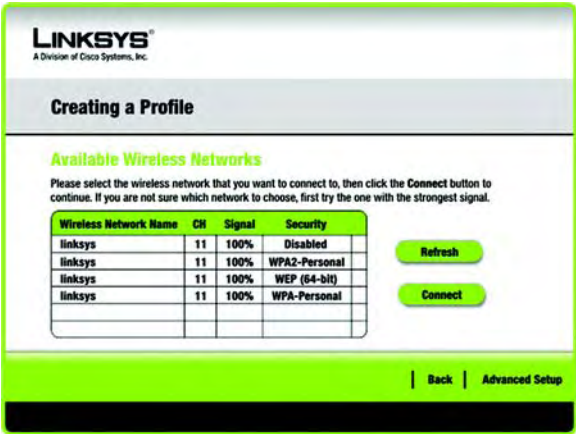 LINKSYS®
A Division of Cisco Systems, Inc.
Creating a Profile
Available Wireless Networks
Please select the wireless network that you want to connect to, then click the Connect button to
continue. If you are not sure which network to choose, first try the one with the strongest signal.
Wireless Network Name CH Signal Security
linksys 11 100% Disabled
linksys 11 100% WPA2-Personal
linksys 11 100% WEP (64-bit)
linksys 11 100% WPA-Personal
Refresh
Connect
Back Advanced Setup